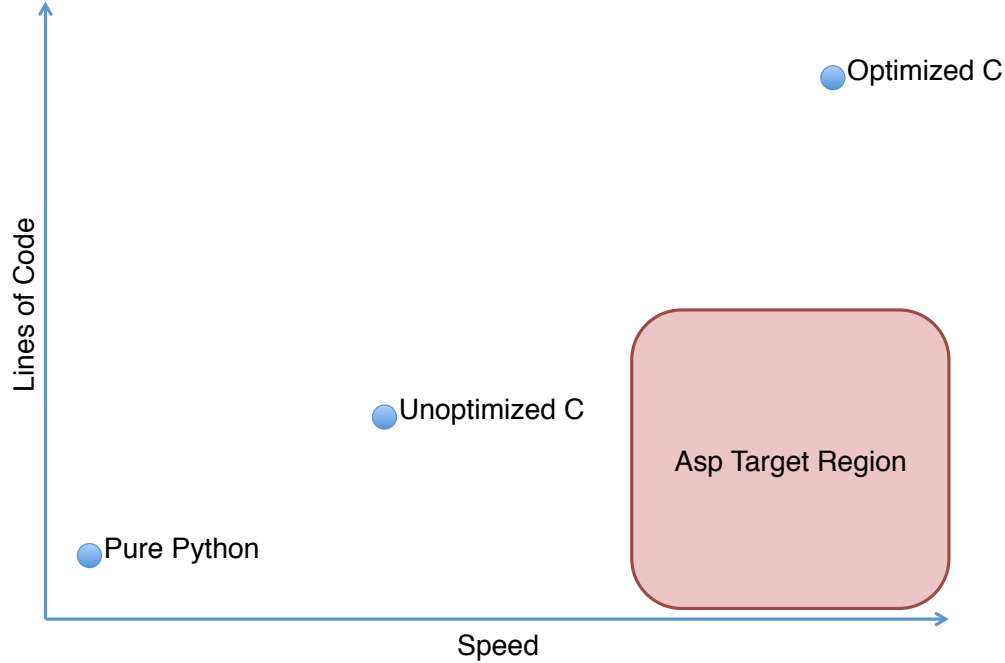 Optimized C
Lines of Code
Unoptimized C
Asp Target Region
Pure Python
Speed